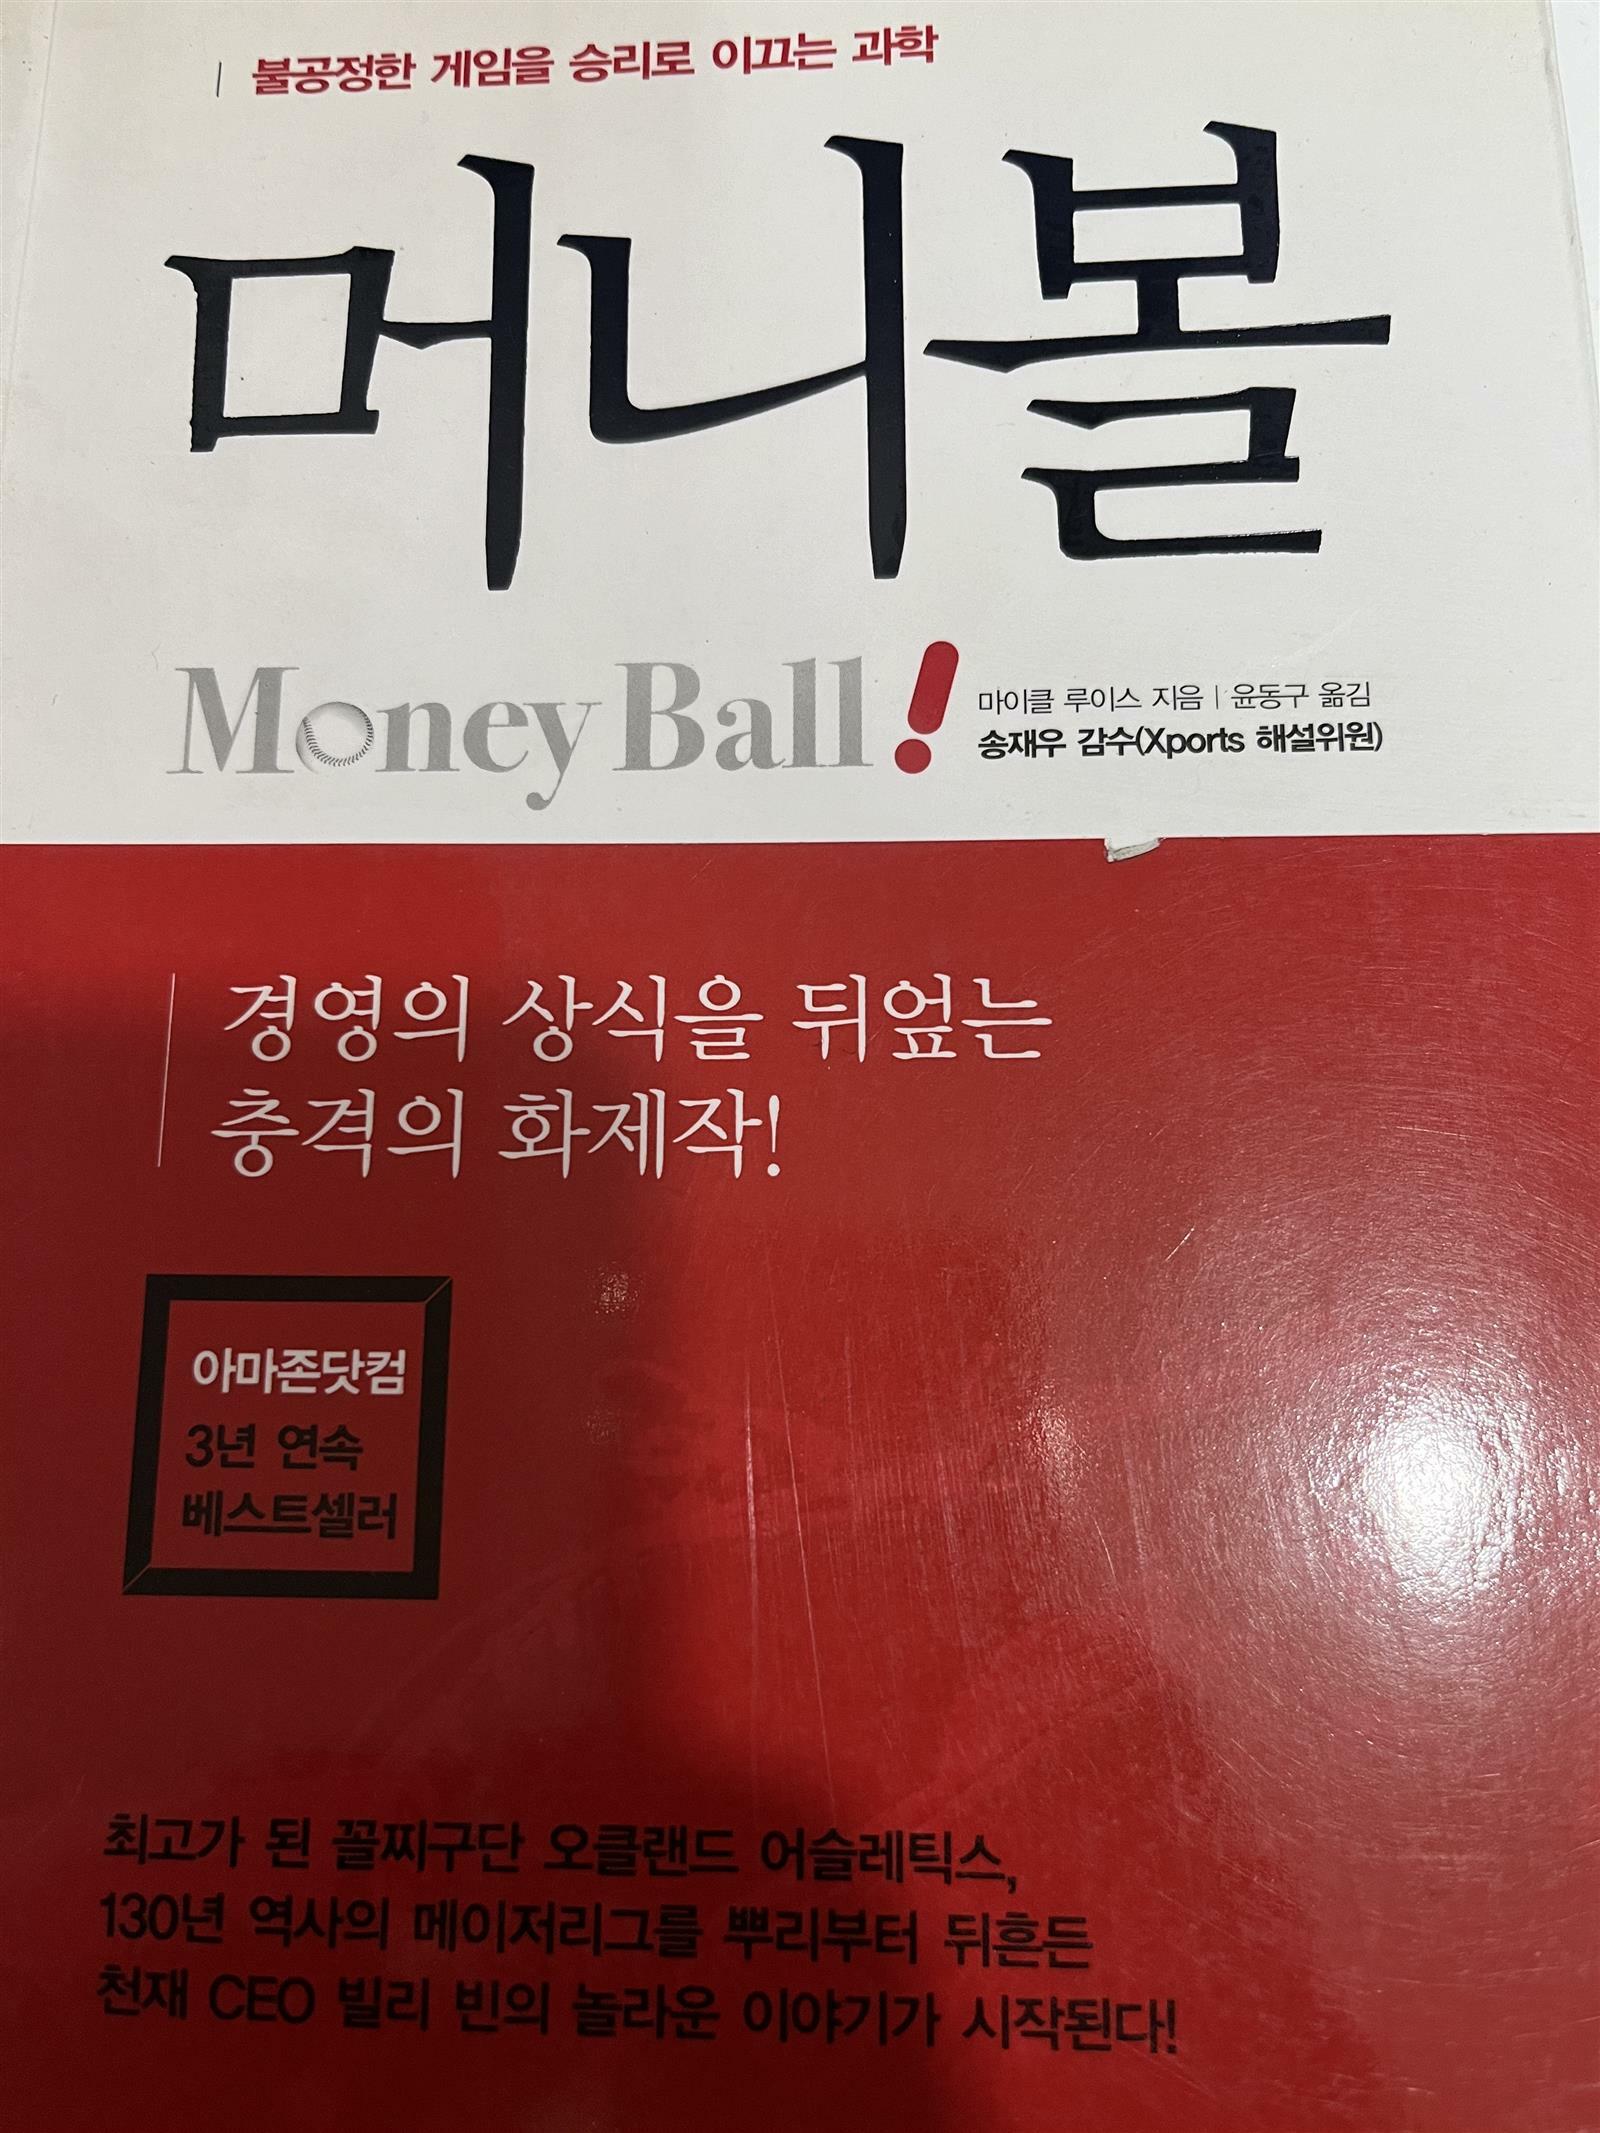 불공정한 게임을 승리로 이끄는 과학
머니볼
Money Ball!
마이클 루이스 지음 | 윤동구 옮김
송재우 감수(Xports 해설위원)
경영의 상식을 뒤엎는
충격의 화제작!
아마존닷컴
3년 연속
베스트셀러
최고가 된 꼴찌구단 오클랜드 어슬레틱스,
130년 역사의 메이저리그를 뿌리부터 뒤흔든
천재 CEO 빌리 빈의 놀라운 이야기가 시작된다!